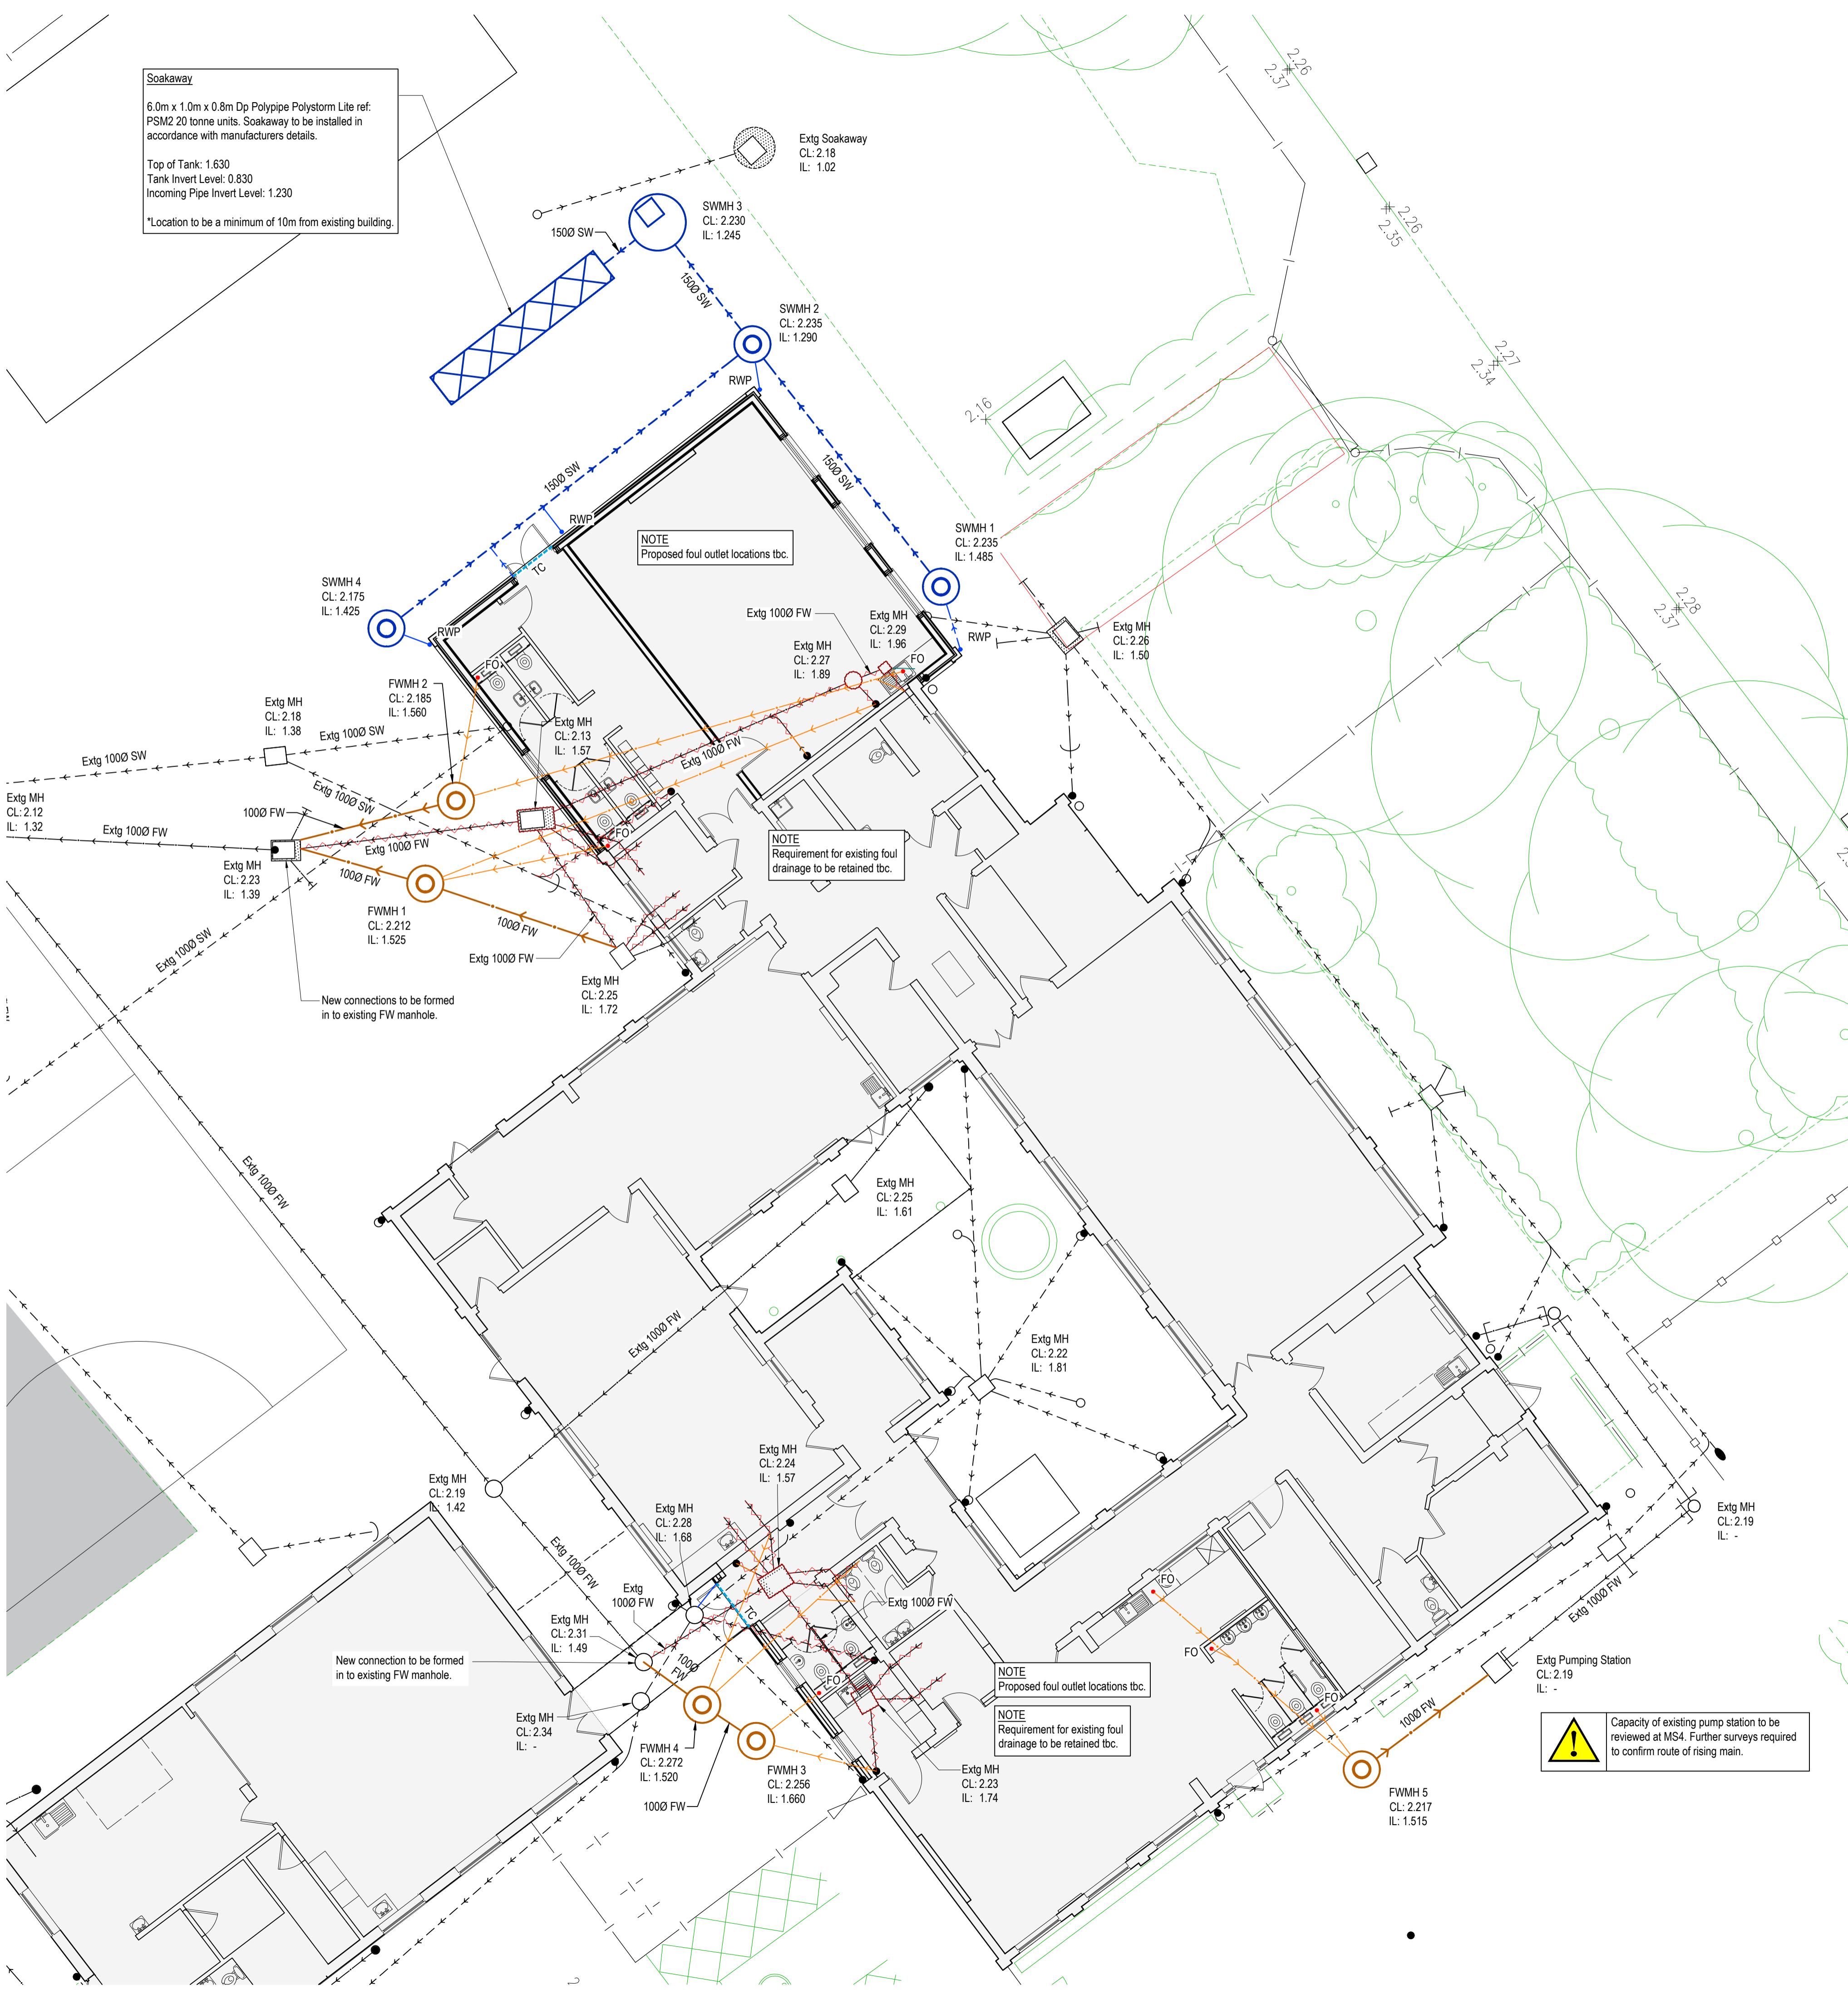 Soakaway
6.0m x 1.0m x 0.8m Dp Polypipe Polystorm Lite ref:
PSM2 20 tonne units. Soakaway to be installed in
accordance with manufacturers details.
Top of Tank: 1.630
Tank Invert Level: 0.830
Incoming Pipe Invert Level: 1.230
*Location to be a minimum of 10m from existing building.
2.26
2.37
Extg Soakaway
CL: 2.18
IL: 1.02
SWMH 3
CL: 2.230
IL: 1.245
150Ø SW
2.26
2.35
150Ø SW
SWMH 2
CL: 2.235
IL: 1.290
2.27
2.34
RWP
2.16
150Ø SW
150Ø SW
RWP
NOTE
Proposed foul outlet locations tbc.
SWMH 1
CL: 2.235
IL: 1.485
TC
SWMH 4
CL: 2.175
IL: 1.425
2.28
2.37
RWP
Extg 100Ø FW
Extg MH
CL: 2.29
IL: 1.96
RWP
Extg MH
CL: 2.26
IL: 1.50
Extg MH
CL: 2.27
IL: 1.89
FO
FO
FWMH 2
CL: 2.185
IL: 1.560
Extg MH
CL: 2.18
IL: 1.38
Extg MH
CL: 2.13
IL: 1.57
Extg 100Ø SW
Extg 100Ø SW
Extg 100Ø FW
Extg 100Ø SW
Extg MH
CL: 2.12
IL: 1.32
100Ø FW
Extg 100Ø FW
Extg 100Ø FW
FO
NOTE
Requirement for existing foul
drainage to be retained tbc.
Extg MH
CL: 2.23
IL: 1.39
100Ø FW
FWMH 1
CL: 2.212
IL: 1.525
100Ø FW
Extg 100Ø SW
Extg 100Ø FW
Extg MH
CL: 2.25
IL: 1.72
New connections to be formed
in to existing FW manhole.
Extg 100Ø FW
Extg MH
CL: 2.25
IL: 1.61
Extg 100Ø FW
Extg MH
CL: 2.22
IL: 1.81
Extg MH
CL: 2.24
IL: 1.57
Extg MH
CL: 2.19
IL: 1.42
Extg MH
CL: 2.28
IL: 1.68
Extg MH
CL: 2.19
IL: -
Extg 100Ø FW
Extg
100Ø FW
FO
Extg 100Ø FW
Extg 100Ø FW
TC
Extg MH
CL: 2.31
IL: 1.49
New connection to be formed
in to existing FW manhole.
100Ø
FW
FO
FO
FO
NOTE
Proposed foul outlet locations tbc.
Extg Pumping Station
CL: 2.19
IL: -
NOTE
Requirement for existing foul
drainage to be retained tbc.
100Ø FW
Extg MH
CL: 2.34
IL: -
Capacity of existing pump station to be
reviewed at MS4. Further surveys required
to confirm route of rising main.
FWMH 4
CL: 2.272
IL: 1.520
FWMH 3
CL: 2.256
IL: 1.660
Extg MH
CL: 2.23
IL: 1.74
100Ø FW
FWMH 5
CL: 2.217
IL: 1.515